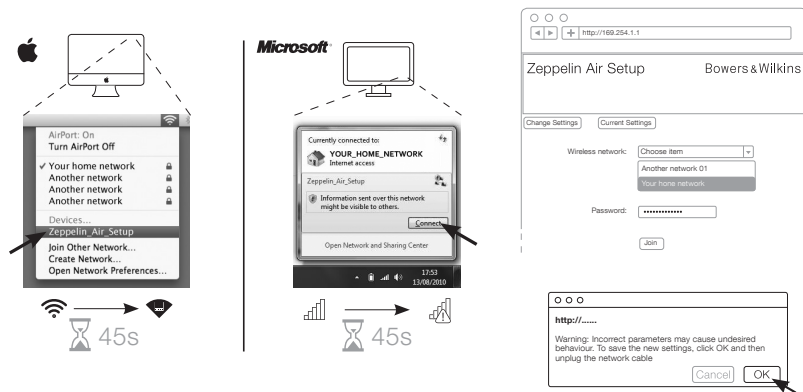 AirPort: On
Turn AirPort Off
Your home network
Another network
Another network
Another network
Devices...
Zeppelin_Air_Setup
Join Other Network...
Create Network...
Open Network Preferences...
45s
Microsoft
Currently connected to:
YOUR_HOME_NETWORK
Internet access
Zeppelin_Air_Setup
Information sent over this network
might be visible to others.
Connect
Open Network and Sharing Center
17:53
13/08/2010
45s
http://169.254.1.1
Zeppelin Air Setup Bowers & Wilkins
Change Settings Current Settings
Wireless network: Choose item
Another network 01
Your hone network
Password: •••••••••••••
Join
http://......
Warning: Incorrect parameters may cause undesired
behaviour. To save the new settings, click OK and then
unplug the network cable
Cancel OK